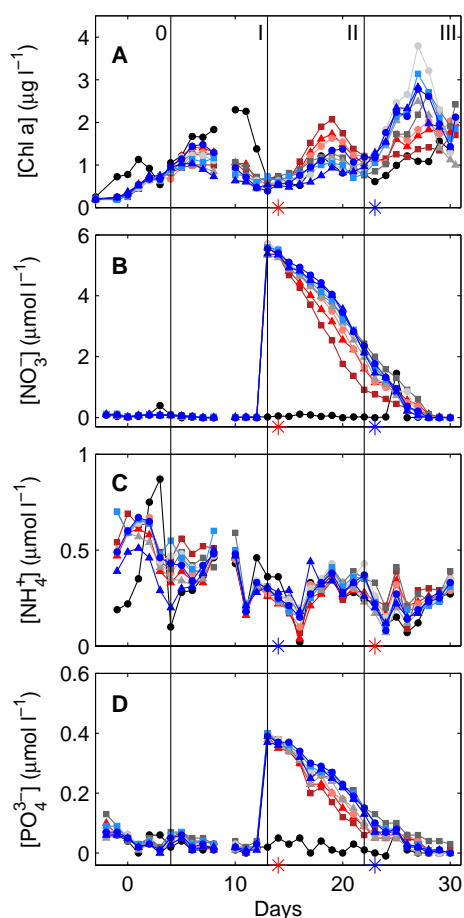 A 0 I II III
[Chl a] (μg l⁻¹)
4
3
2
1
0
B
[NO₃⁻] (μmol l⁻¹)
6
4
2
0
C
[NH₄⁺] (μmol l⁻¹)
1
0.5
0
D
[PO₄³⁻] (μmol l⁻¹)
0.6
0.4
0.2
0
0 10 20 30
Days